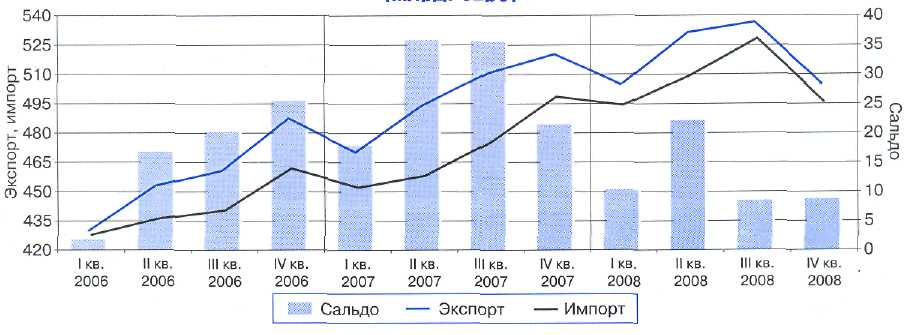 540
525
510
495
480
465
450
435
420
Экспорт, импорт
40
35
30
25
20
15
10
5
0
Сальдо
I кв. 2006
II кв. 2006
III кв. 2006
IV кв. 2006
I кв. 2007
II кв. 2007
III кв. 2007
IV кв. 2007
I кв. 2008
II кв. 2008
III кв. 2008
IV кв. 2008
Сальдо Экспорт Импорт